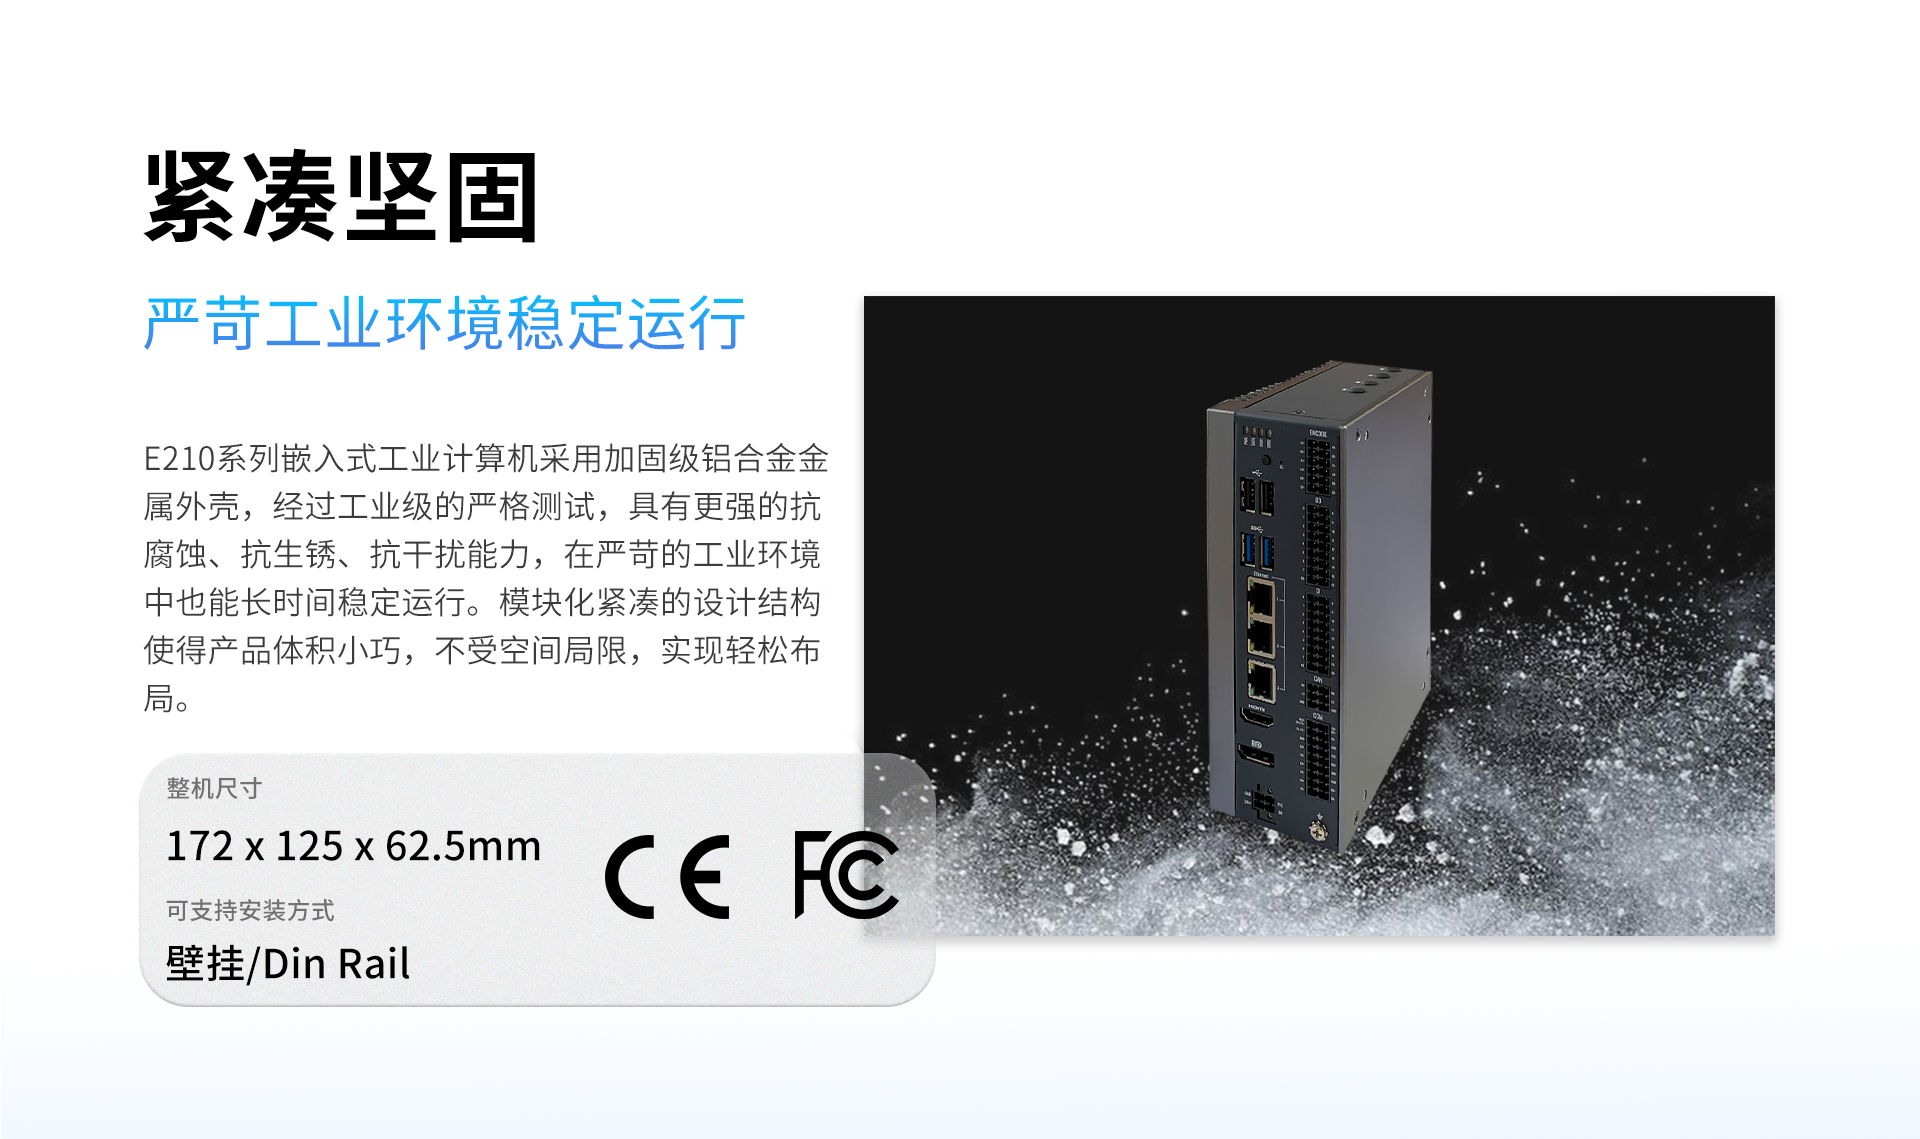 紧凑坚固
严苛工业环境稳定运行
E210系列嵌入式工业计算机采用加固级铝合金金
属外壳，经过工业级的严格测试，具有更强的抗
腐蚀、抗生锈、抗干扰能力，在严苛的工业环境
中也能长时间稳定运行。模块化紧凑的设计结构
使得产品体积小巧，不受空间局限，实现轻松布
局。
整机尺寸
172 x 125 x 62.5mm
可支持安装方式
壁挂/Din Rail
CE FC
ENCODE
DO
Ethernet
DI
CAN
HDMI
COM